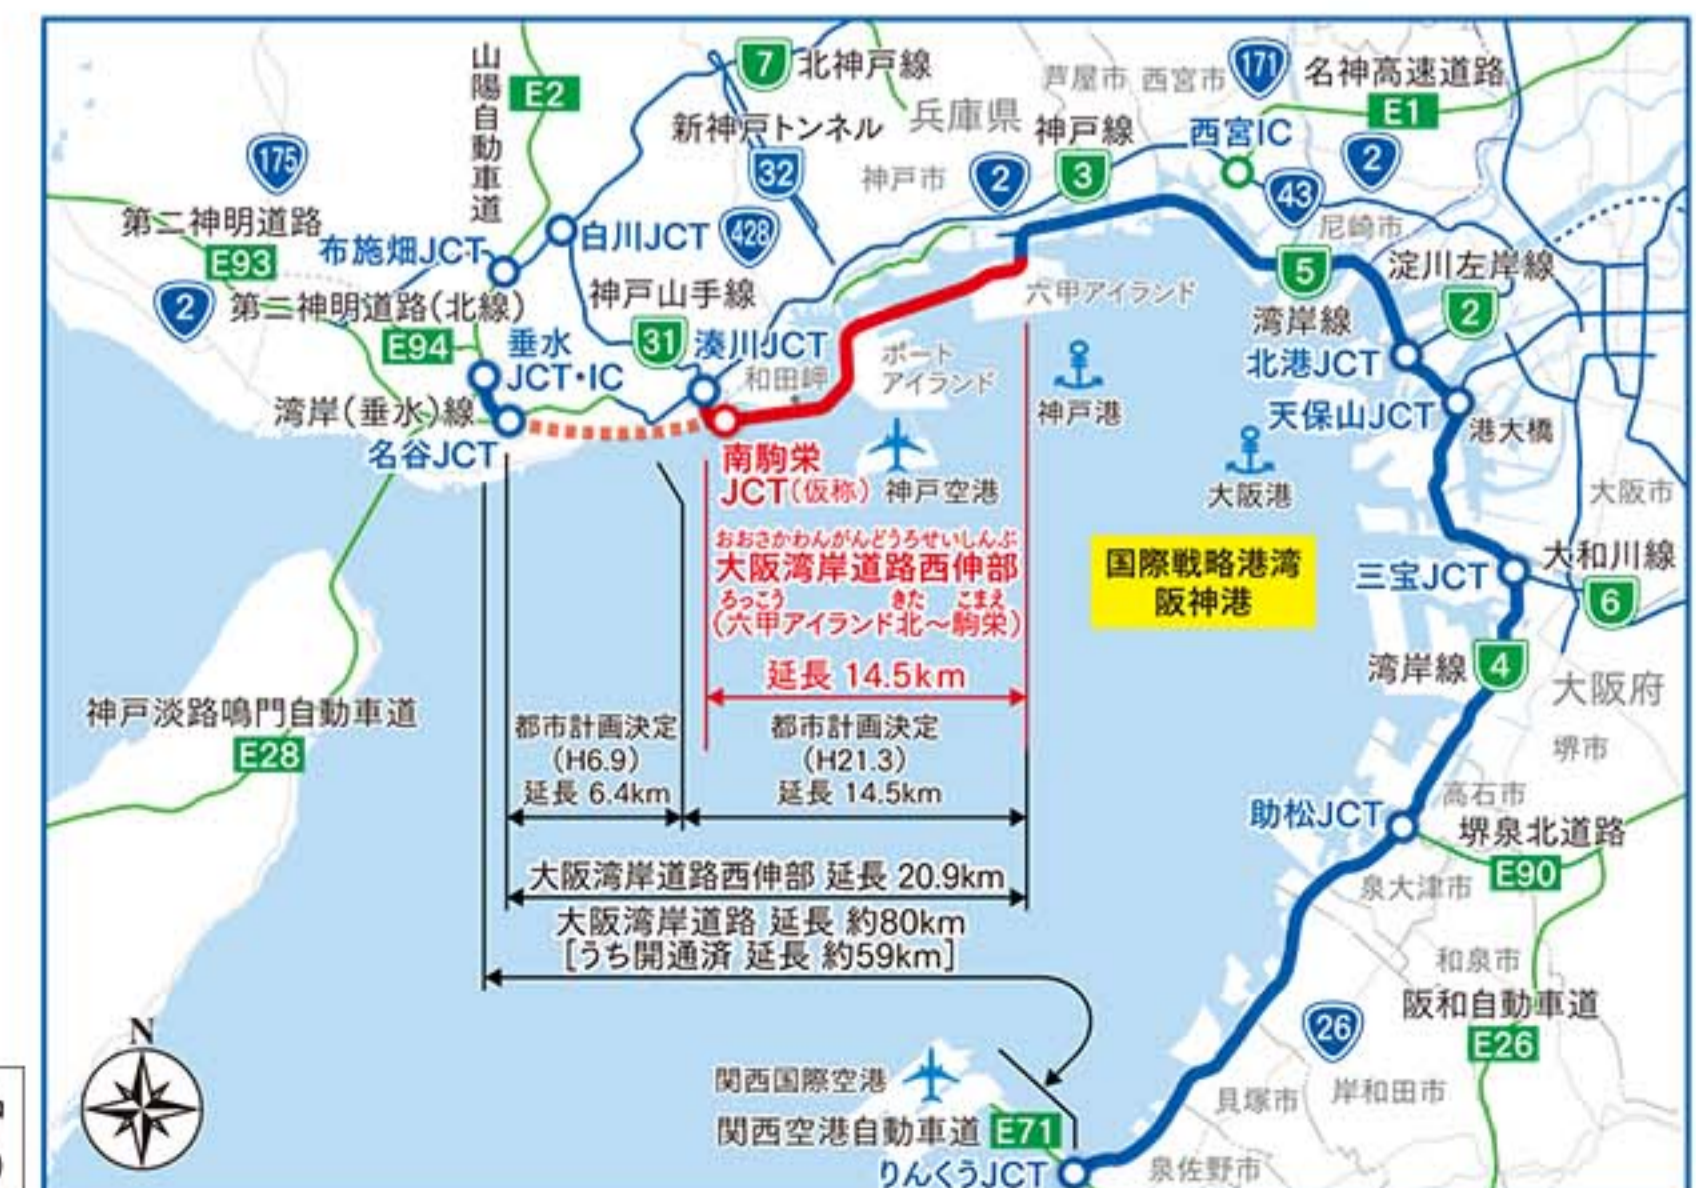 山陽自動車道
E2
7
北神戸線
新神戸トンネル
32
兵庫県
芦屋市
西宮市
171
名神高速道路
E1
神戸線
3
西宮IC
2
175
神戸市
2
43
尼崎市
第二神明道路
E93
布施畑JCT
白川JCT
428
2
第二神明道路(北線)
E94
神戸山手線
31
垂水
JCT・IC
湊川JCT
和田岬
ポート
アイランド
六甲アイランド
5
湾岸線
淀川左岸線
2
北港JCT
天保山JCT
港大橋
神戸港
大阪港
大阪市
湾岸(垂水)線
名谷JCT
南駒栄
JCT(仮称)
神戸空港
おおさかわんがんどうろせいしんぶ
大阪湾岸道路西伸部
ろっこう きた こまえ
(六甲アイランド北～駒栄)
延長 14.5km
国際戦略港湾
阪神港
三宝JCT
大和川線
6
湾岸線
4
大阪府
堺市
神戸淡路鳴門自動車道
E28
都市計画決定
(H6.9)
延長 6.4km
都市計画決定
(H21.3)
延長 14.5km
大阪湾岸道路西伸部 延長 20.9km
大阪湾岸道路 延長 約80km
[うち開通済 延長 約59km]
高石市
助松JCT
堺泉北道路
E90
泉大津市
和泉市
阪和自動車道
E26
26
岸和田市
貝塚市
N
関西国際空港
関西空港自動車道
E71
りんくうJCT
泉佐野市